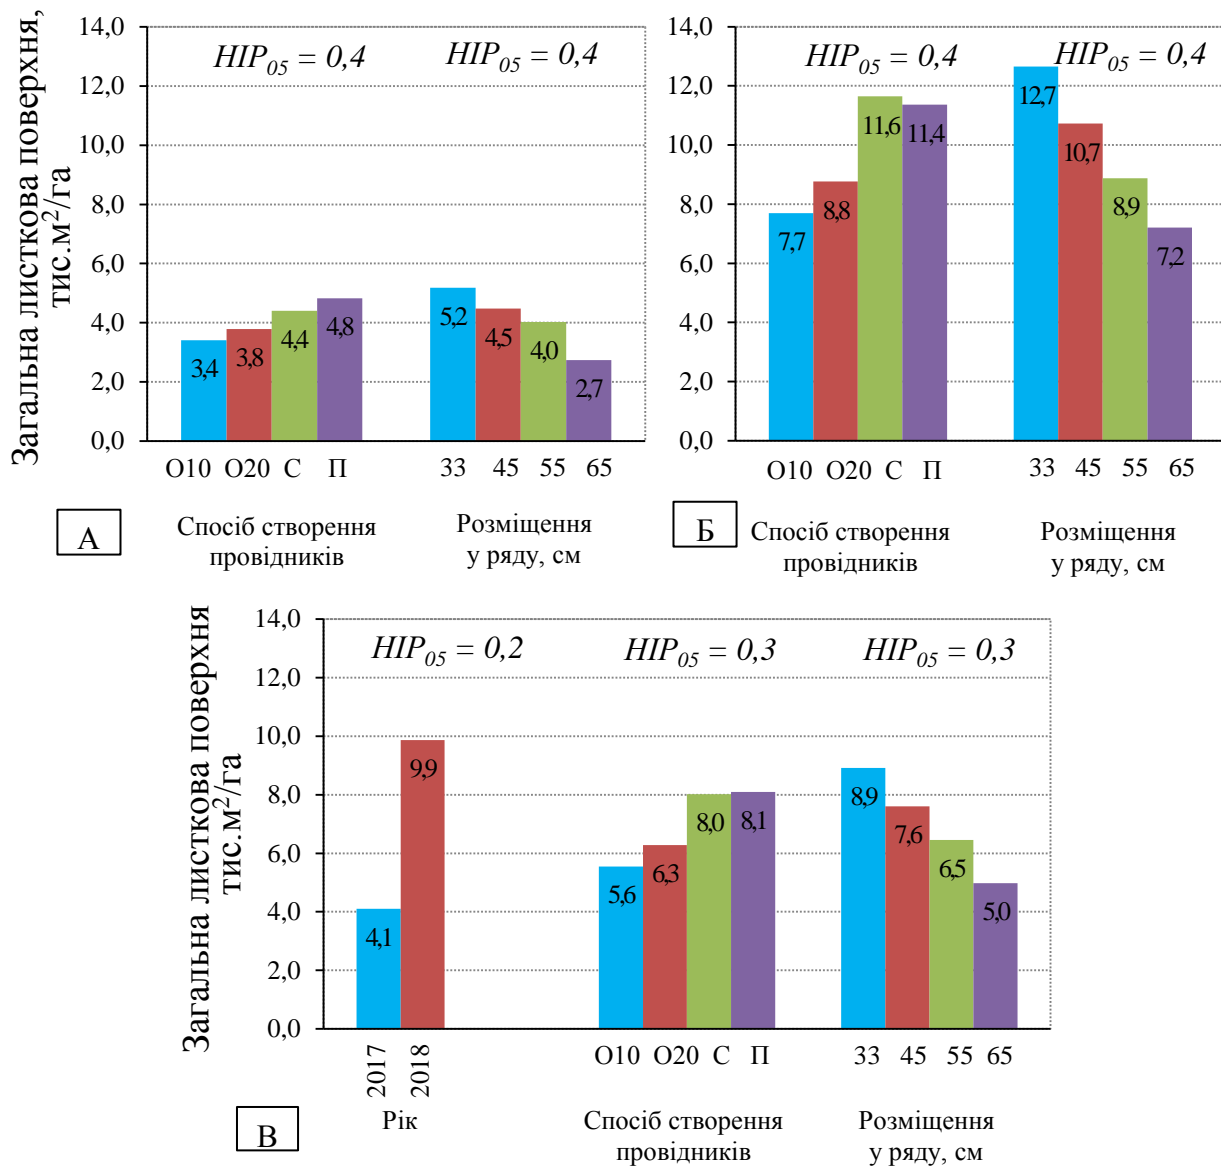 Загальна листкова поверхня,
тис.м²/га
14,0
12,0
10,0
8,0
6,0
4,0
2,0
0,0
НІР₀₅ = 0,4
НІР₀₅ = 0,4
3,4
3,8
4,4
4,8
5,2
4,5
4,0
2,7
О10 О20 С П
33 45 55 65
А
Спосіб створення
провідників
Розміщення
у ряду, см
14,0
12,0
10,0
8,0
6,0
4,0
2,0
0,0
НІР₀₅ = 0,4
НІР₀₅ = 0,4
7,7
8,8
11,6
11,4
12,7
10,7
8,9
7,2
О10 О20 С П
33 45 55 65
Б
Спосіб створення
провідників
Розміщення
у ряду, см
Загальна листкова поверхня
тис.м²/га
14,0
12,0
10,0
8,0
6,0
4,0
2,0
0,0
НІР₀₅ = 0,2
НІР₀₅ = 0,3
НІР₀₅ = 0,3
4,1
9,9
5,6
6,3
8,0
8,1
8,9
7,6
6,5
5,0
2017
2018
О10 О20 С П
33 45 55 65
В
Рік
Спосіб створення
провідників
Розміщення
у ряду, см